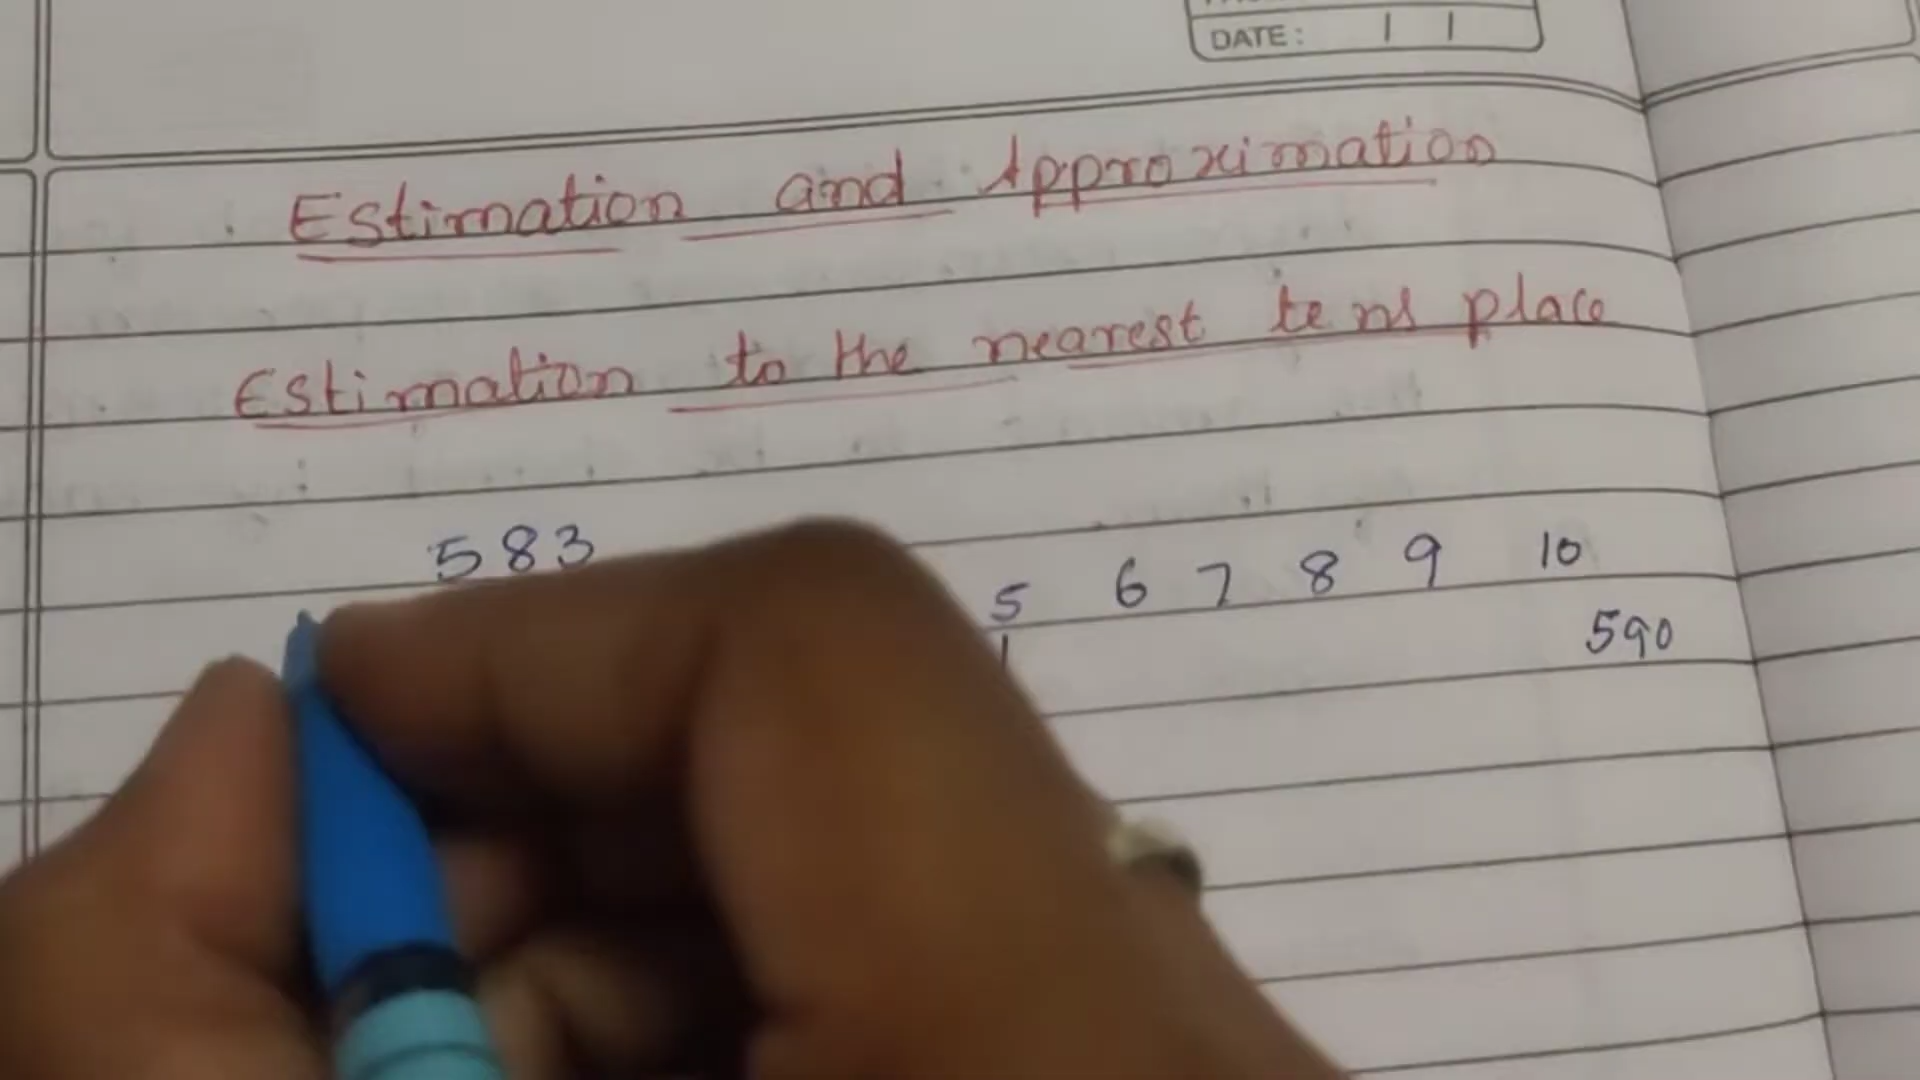 DATE:
Estimation and Approximation
Estimation to the nearest tens place
583
5 6 7 8 9 10
590